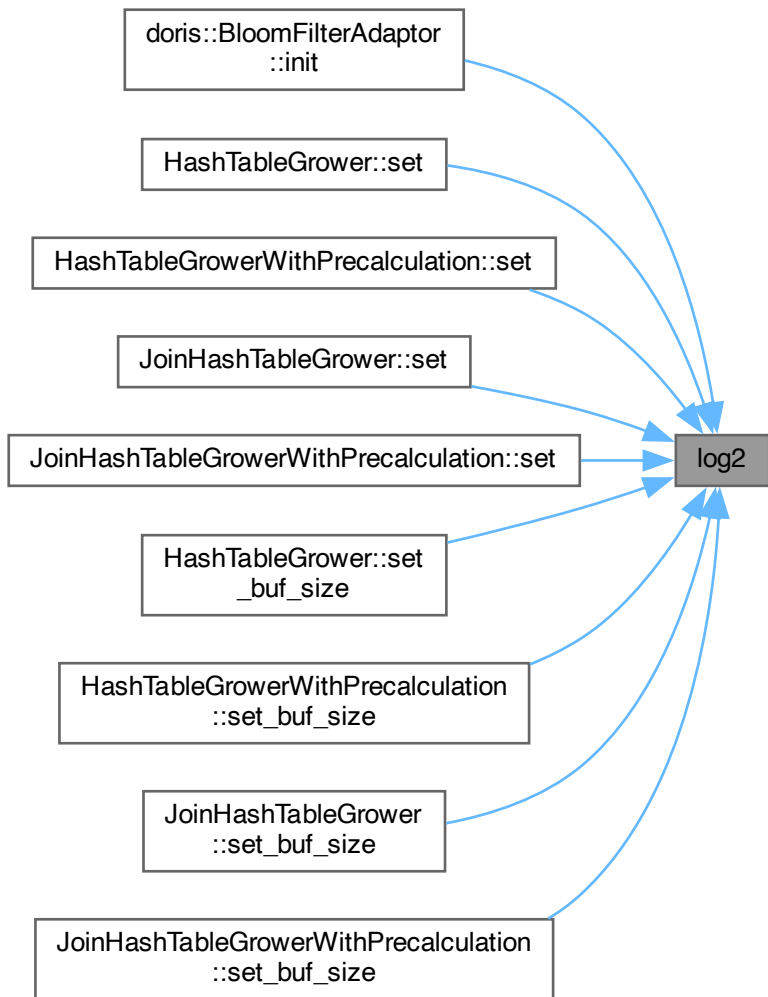 doris::BloomFilterAdaptor
::init
HashTableGrower::set
HashTableGrowerWithPrecalculation::set
JoinHashTableGrower::set
JoinHashTableGrowerWithPrecalculation::set
log2
HashTableGrower::set
_buf_size
HashTableGrowerWithPrecalculation
::set_buf_size
JoinHashTableGrower
::set_buf_size
JoinHashTableGrowerWithPrecalculation
::set_buf_size